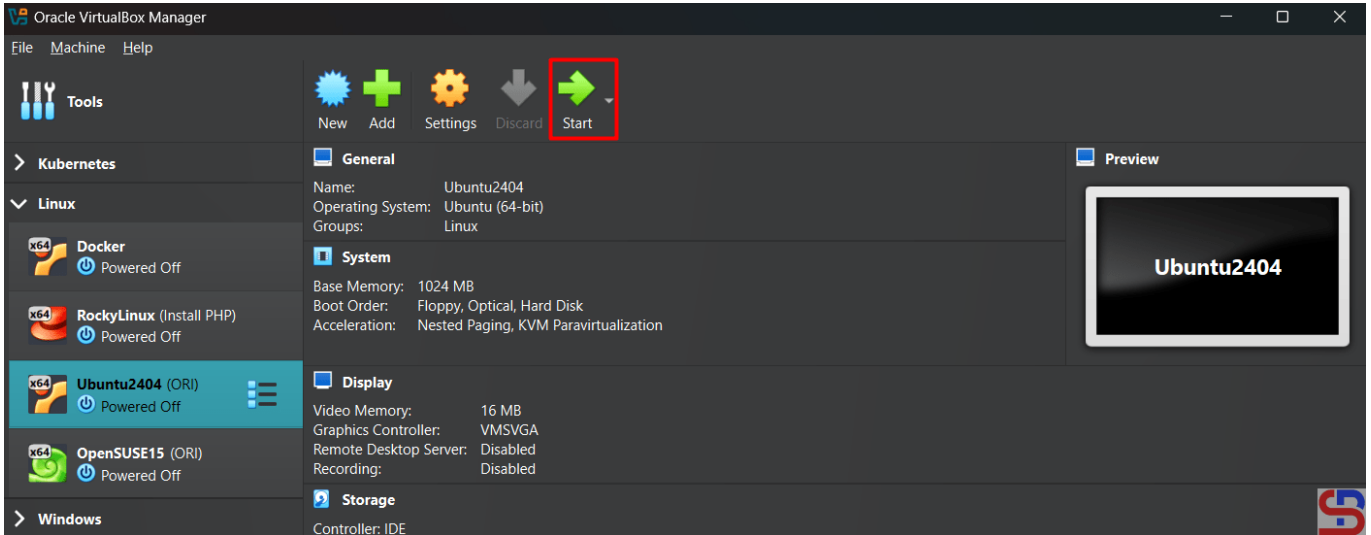 Oracle VirtualBox Manager
File Machine Help
Tools
New Add Settings Discard Start
Kubernetes
Linux
x64 Docker
Powered Off
x64 RockyLinux (Install PHP)
Powered Off
x64 Ubuntu2404 (ORI)
Powered Off
x64 OpenSUSE15 (ORI)
Powered Off
Windows
General
Name: Ubuntu2404
Operating System: Ubuntu (64-bit)
Groups: Linux
System
Base Memory: 1024 MB
Boot Order: Floppy, Optical, Hard Disk
Acceleration: Nested Paging, KVM Paravirtualization
Display
Video Memory: 16 MB
Graphics Controller: VMSVGA
Remote Desktop Server: Disabled
Recording: Disabled
Storage
Controller: IDE
Preview
Ubuntu2404